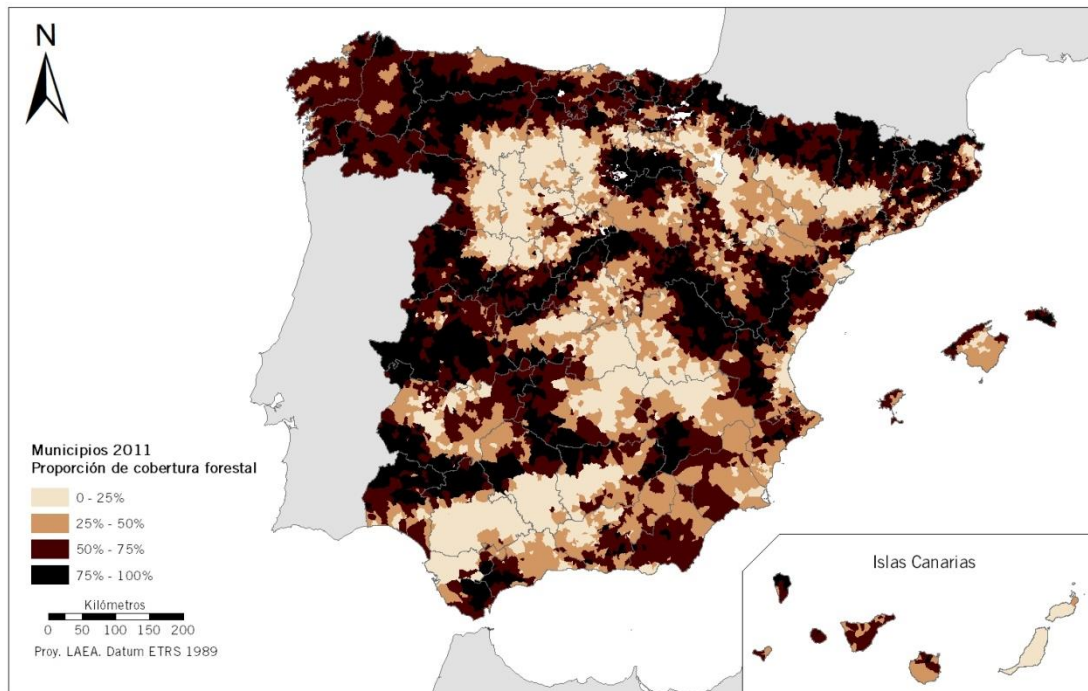 N
Municipios 2011
Proporción de cobertura forestal
0 - 25%
25% - 50%
50% - 75%
75% - 100%
Kilómetros
0 50 100 150 200
Proy. LAEA. Datum ETRS 1989
Islas Canarias